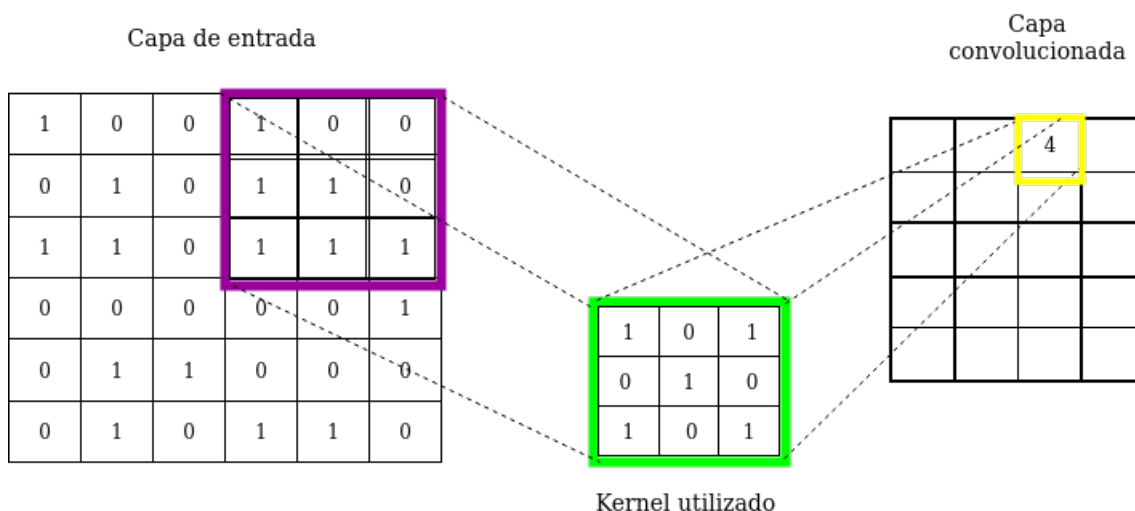 Capa de entrada
Capa
convolucionada
1 0 0 1 0 0
0 1 0 1 1 0
1 1 0 1 1 1
0 0 0 0 0 1
0 1 1 0 0 0
0 1 0 1 1 0
4
1 0 1
0 1 0
1 0 1
Kernel utilizado